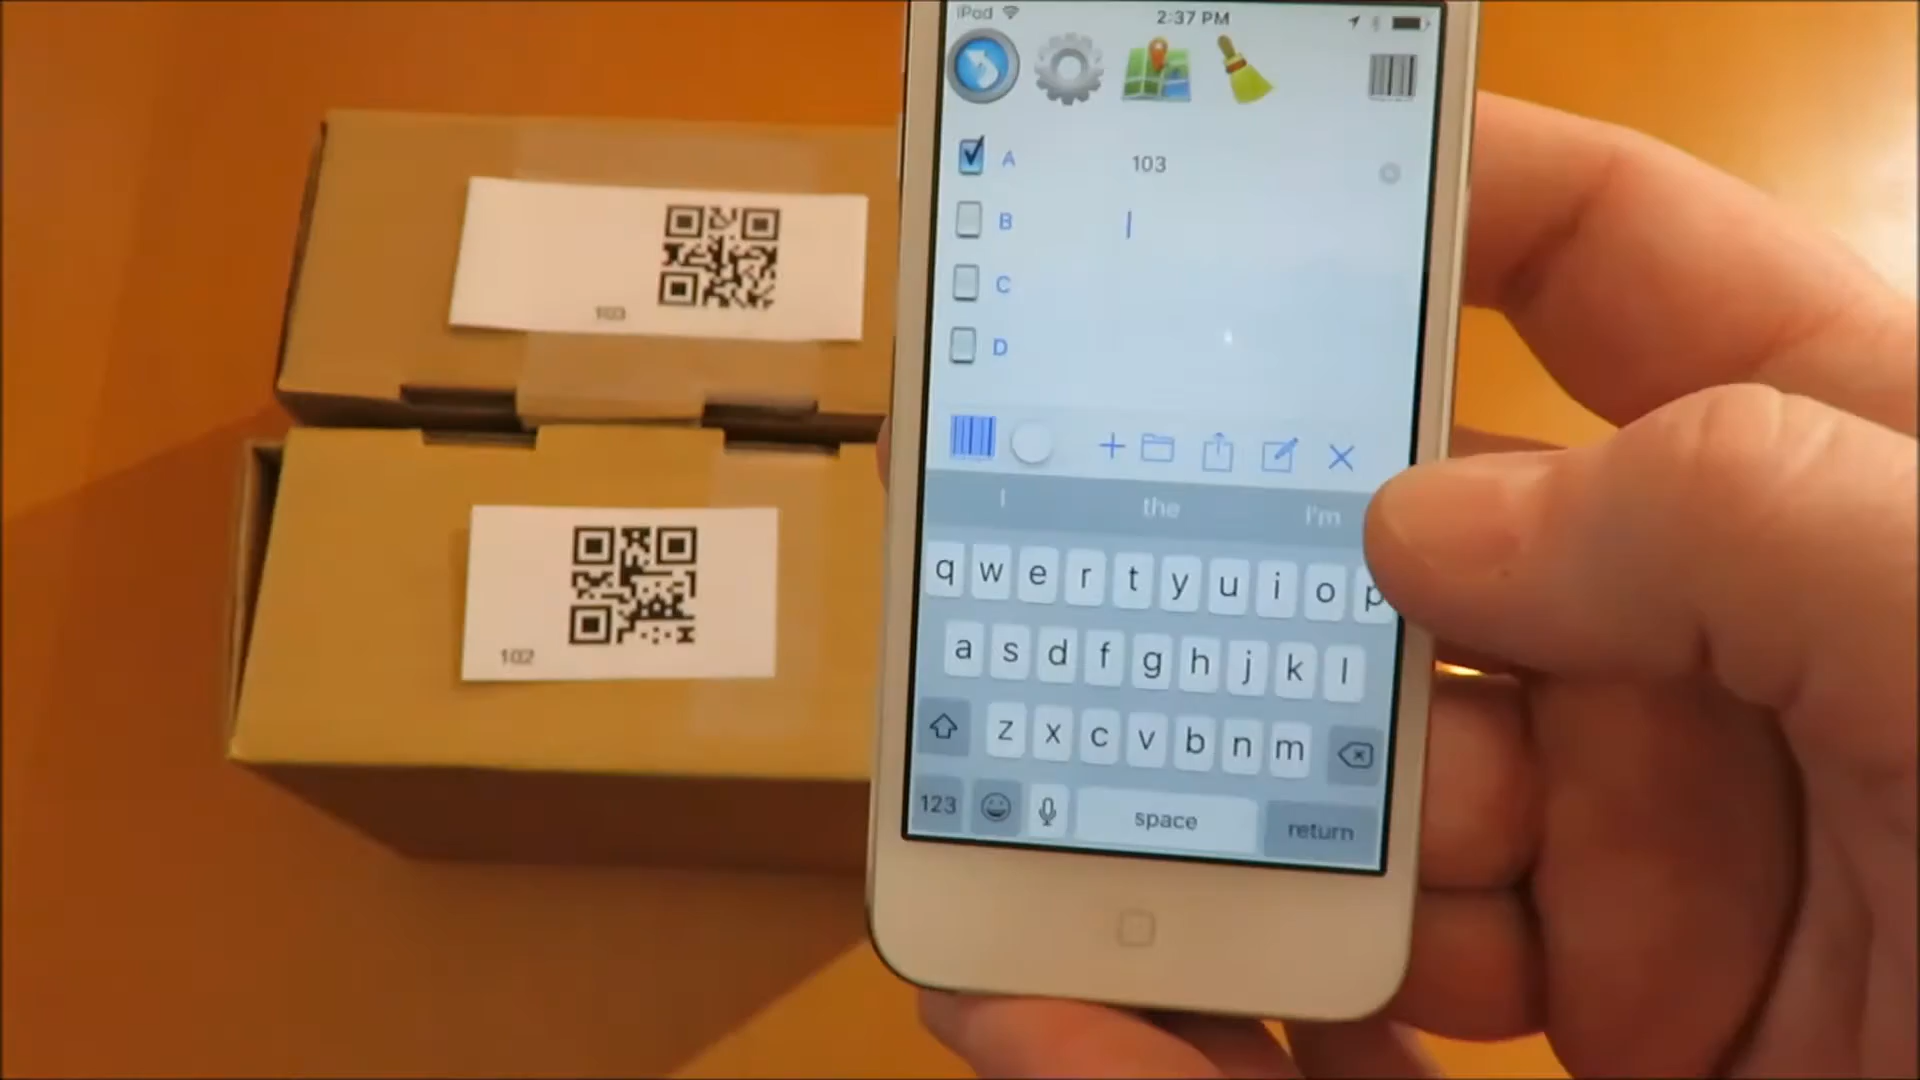 iPod 2:37 PM
A 103
B
C
D
103
102
I the I'm
q w e r t y u i o p
a s d f g h j k l
z x c v b n m
123 space return